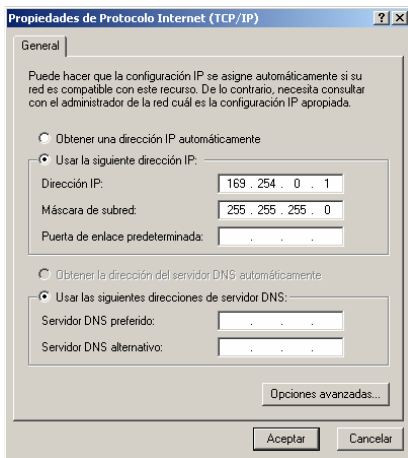 Propiedades de Protocolo Internet (TCP/IP)
General
Puede hacer que la configuración IP se asigne automáticamente si su
red es compatible con este recurso. De lo contrario, necesita consultar
con el administrador de la red cuál es la configuración IP apropiada.
Obtener una dirección IP automáticamente
Usar la siguiente dirección IP:
Dirección IP: 169 . 254 . 0 . 1
Máscara de subred: 255 . 255 . 255 . 0
Puerta de enlace predeterminada: . . .
Obtener la dirección del servidor DNS automáticamente
Usar las siguientes direcciones de servidor DNS:
Servidor DNS preferido: . . .
Servidor DNS alternativo: . . .
Opciones avanzadas...
Aceptar Cancelar